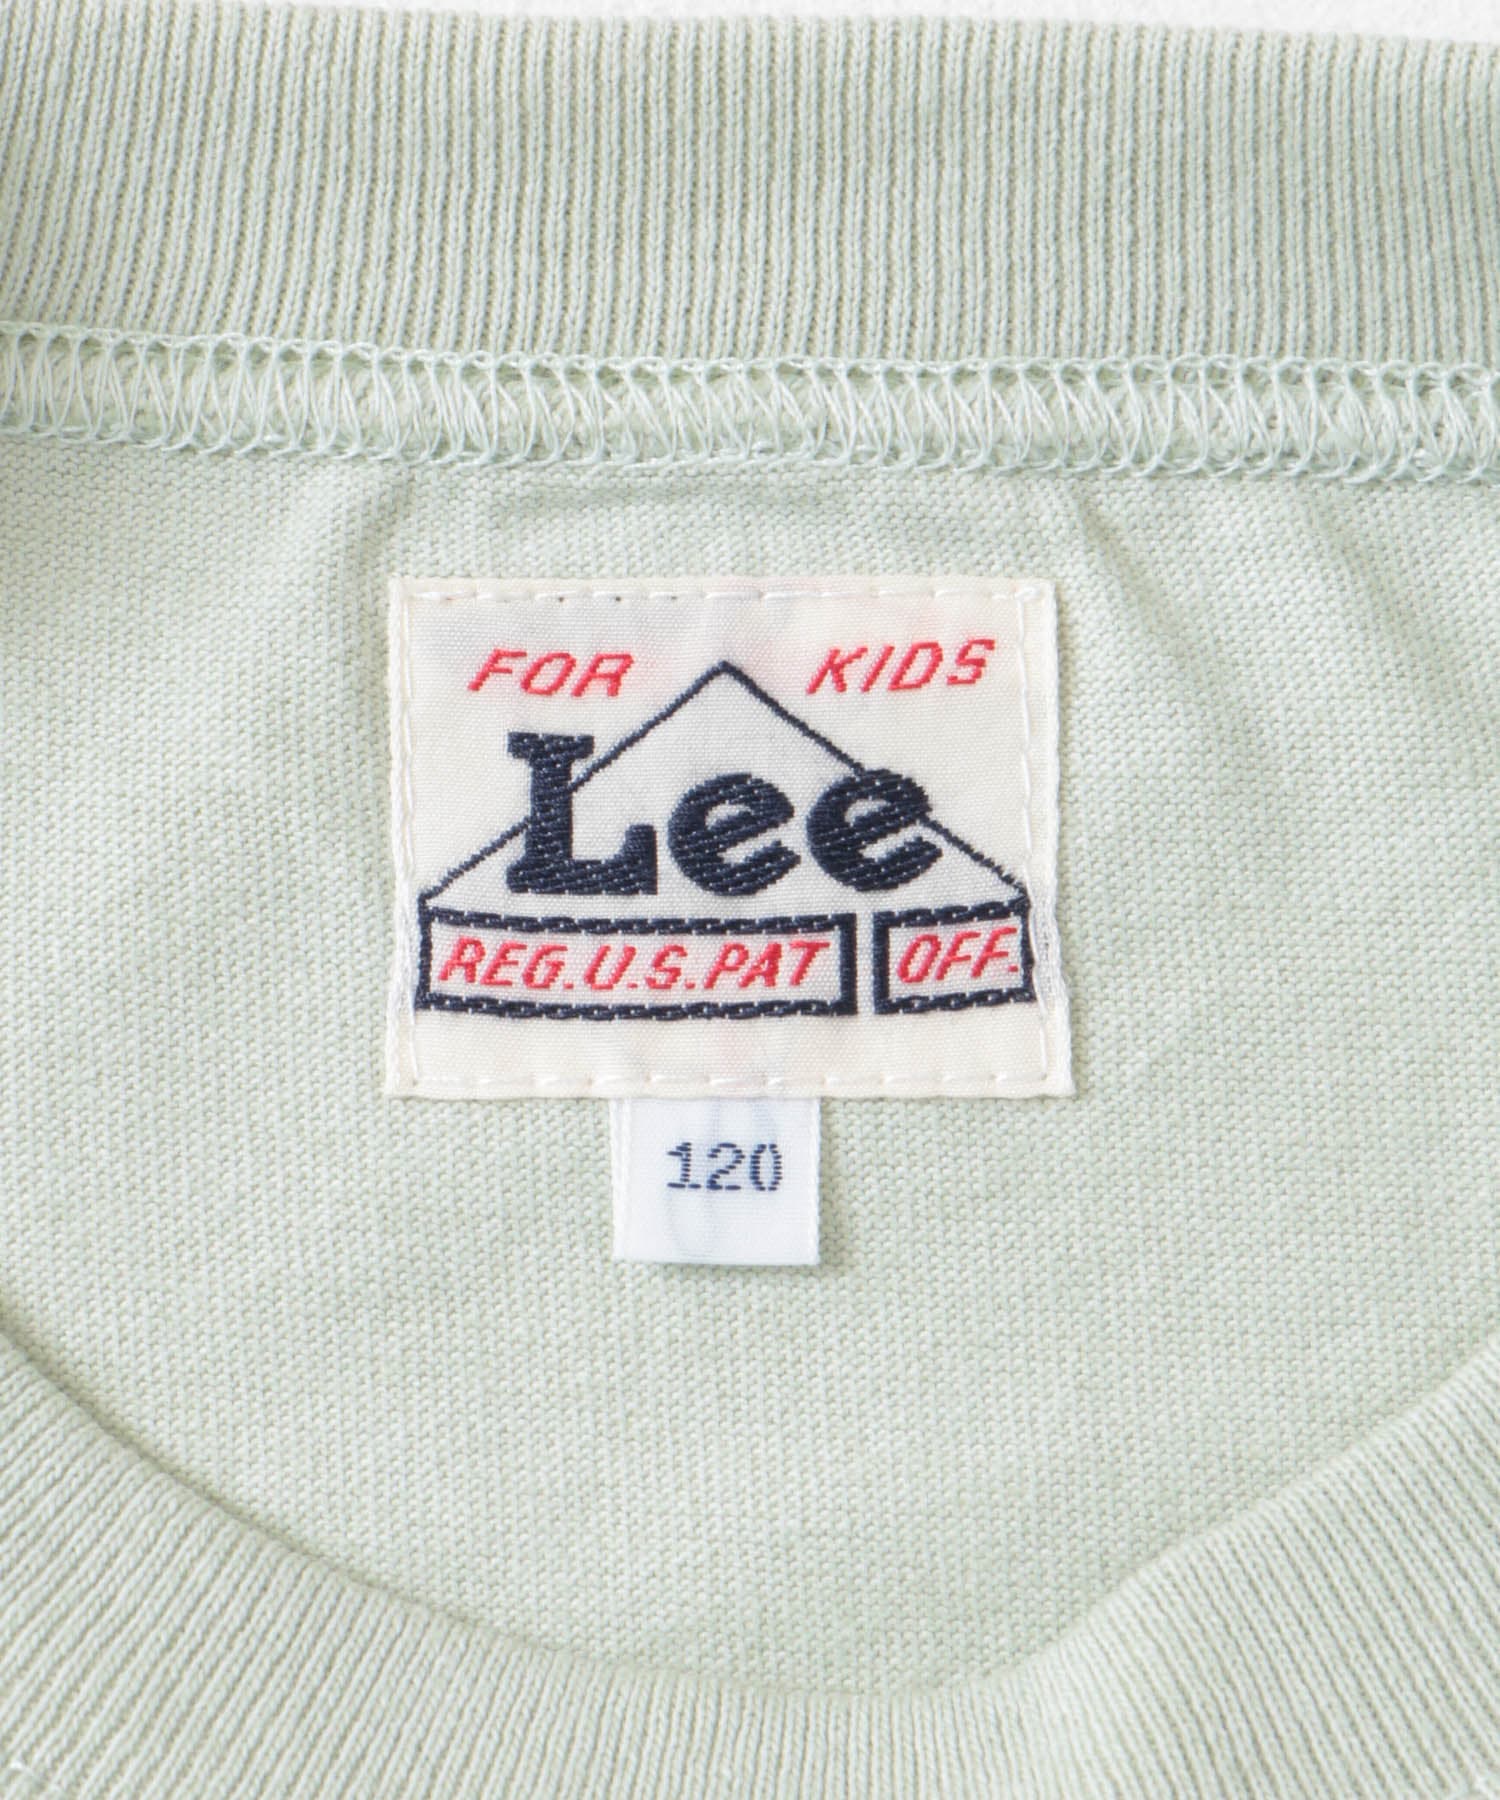 FOR KIDS
Lee
REG.U.S.PAT OFF.
120